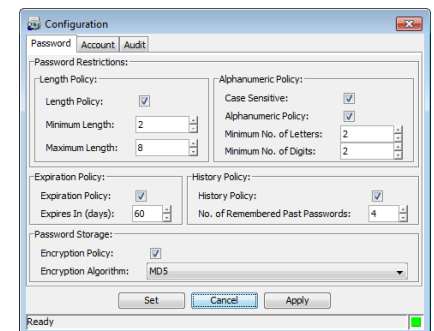 Configuration
Password Account Audit
Password Restrictions:
Length Policy:
Length Policy:
Minimum Length: 2
Maximum Length: 8
Alphanumeric Policy:
Case Sensitive:
Alphanumeric Policy:
Minimum No. of Letters: 2
Minimum No. of Digits: 2
Expiration Policy:
Expiration Policy:
Expires In (days): 60
History Policy:
History Policy:
No. of Remembered Past Passwords: 4
Password Storage:
Encryption Policy:
Encryption Algorithm: MD5
Set Cancel Apply
Ready